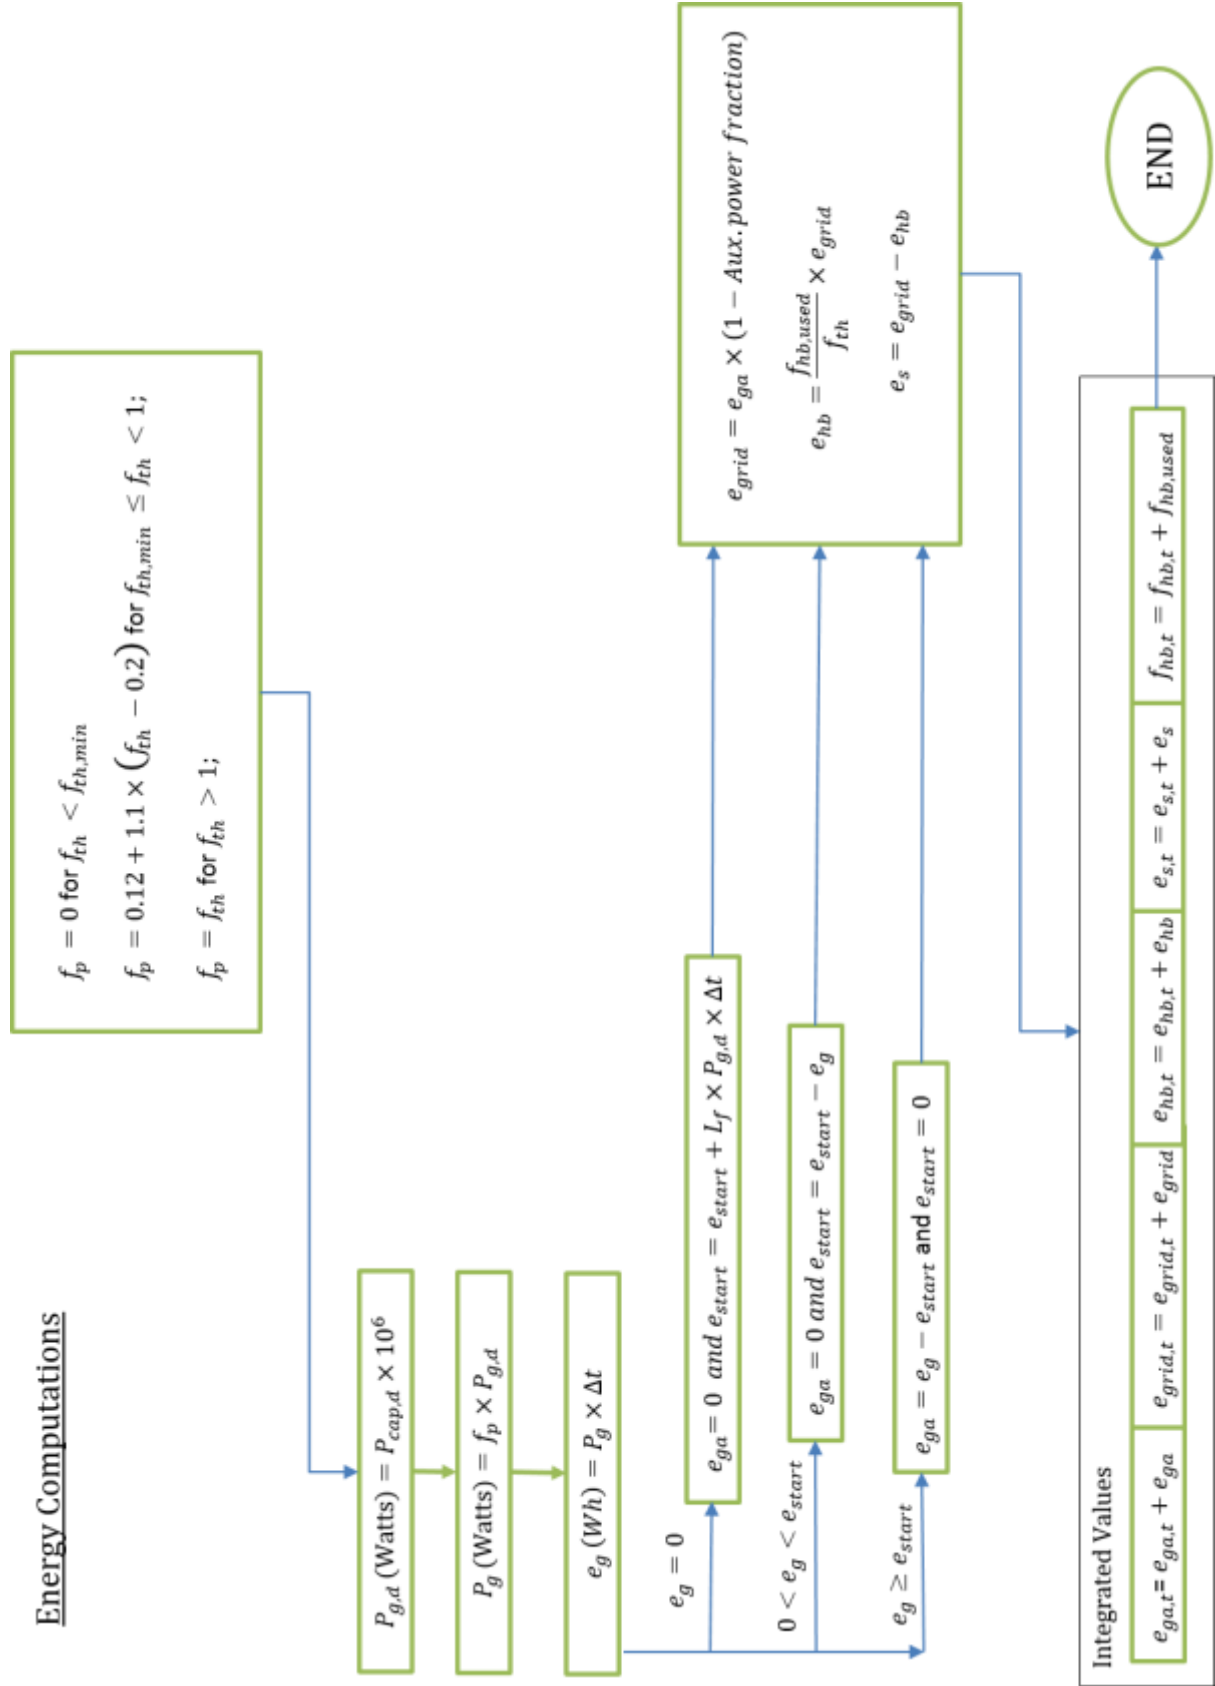 Energy Computations
f_p = 0 for f_th < f_th,min
f_p = 0.12 + 1.1 × (f_th − 0.2) for f_th,min ≤ f_th < 1;
f_p = f_th for f_th > 1;
P_g,d (Watts) = P_cap,d × 10⁶
P_g (Watts) = f_p × P_g,d
e_g (Wh) = P_g × Δt
e_g = 0
e_ga = 0 and e_start = e_start + L_f × P_g,d × Δt
0 < e_g < e_start
e_ga = 0 and e_start = e_start − e_g
e_g ≥ e_start
e_ga = e_g − e_start and e_start = 0
e_grid = e_ga × (1 − Aux.power fraction)
e_hb = f_hb,used / f_th × e_grid
e_s = e_grid − e_hb
Integrated Values
e_ga,t = e_ga,t + e_ga
e_grid,t = e_grid,t + e_grid
e_hb,t = e_hb,t + e_hb
e_s,t = e_s,t + e_s
f_hb,t = f_hb,t + f_hb,used
END